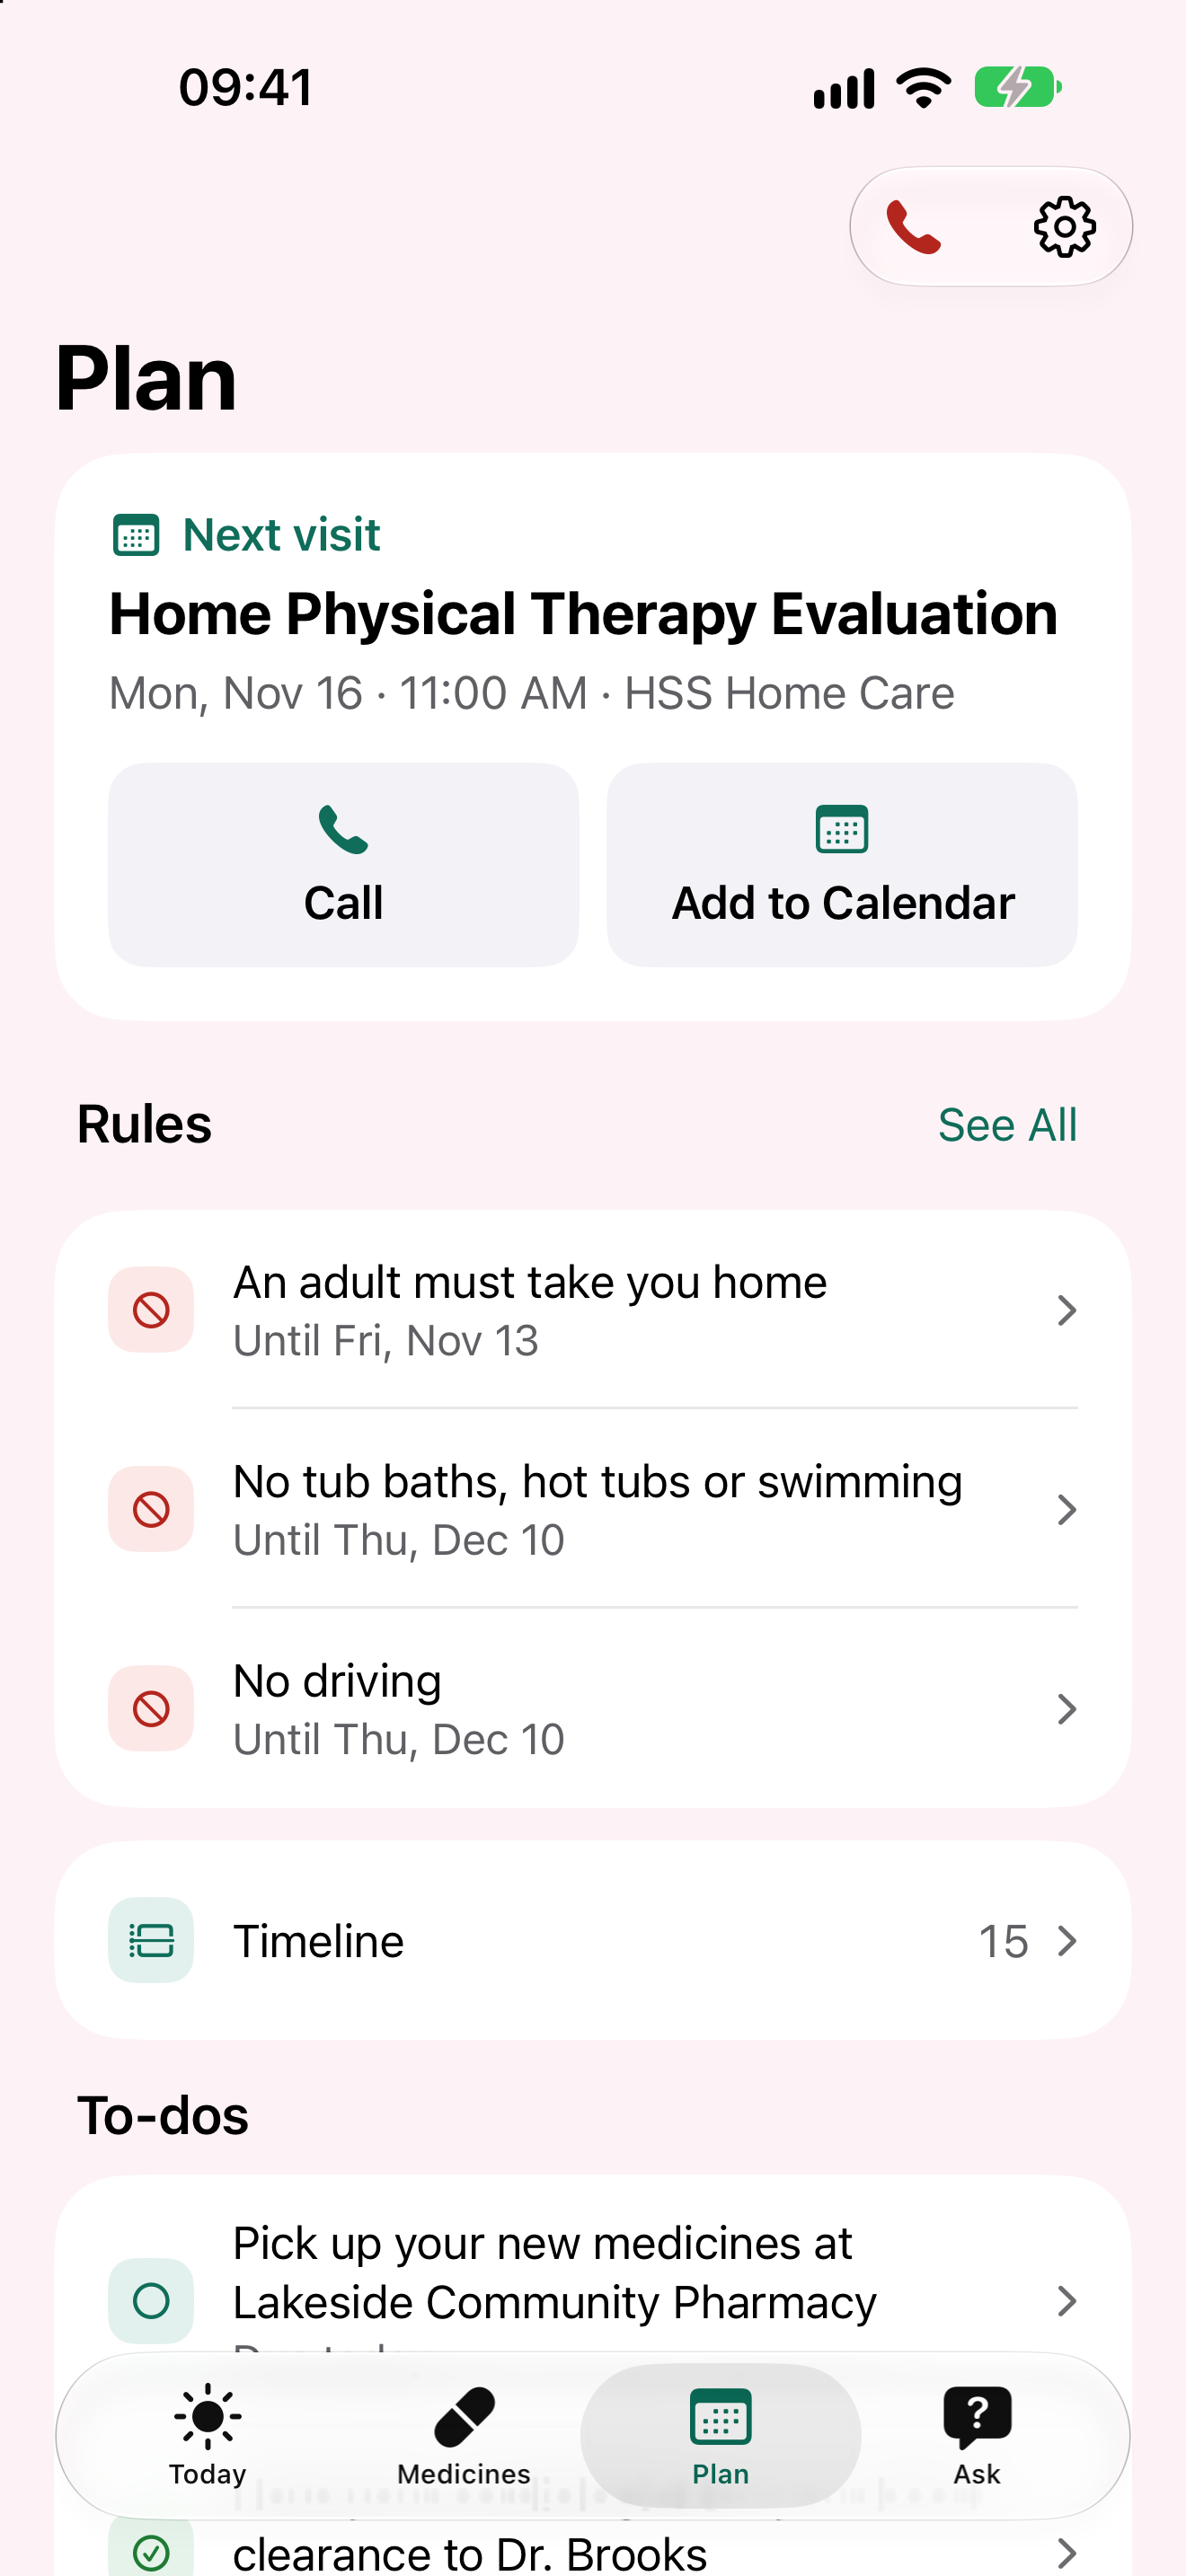 09:41
Plan
Next visit
Home Physical Therapy Evaluation
Mon, Nov 16 · 11:00 AM · HSS Home Care
Call
Add to Calendar
Rules
See All
An adult must take you home
Until Fri, Nov 13
No tub baths, hot tubs or swimming
Until Thu, Dec 10
No driving
Until Thu, Dec 10
Timeline
15
To-dos
Pick up your new medicines at
Lakeside Community Pharmacy
Today
Medicines
Plan
Ask
clearance to Dr. Brooks